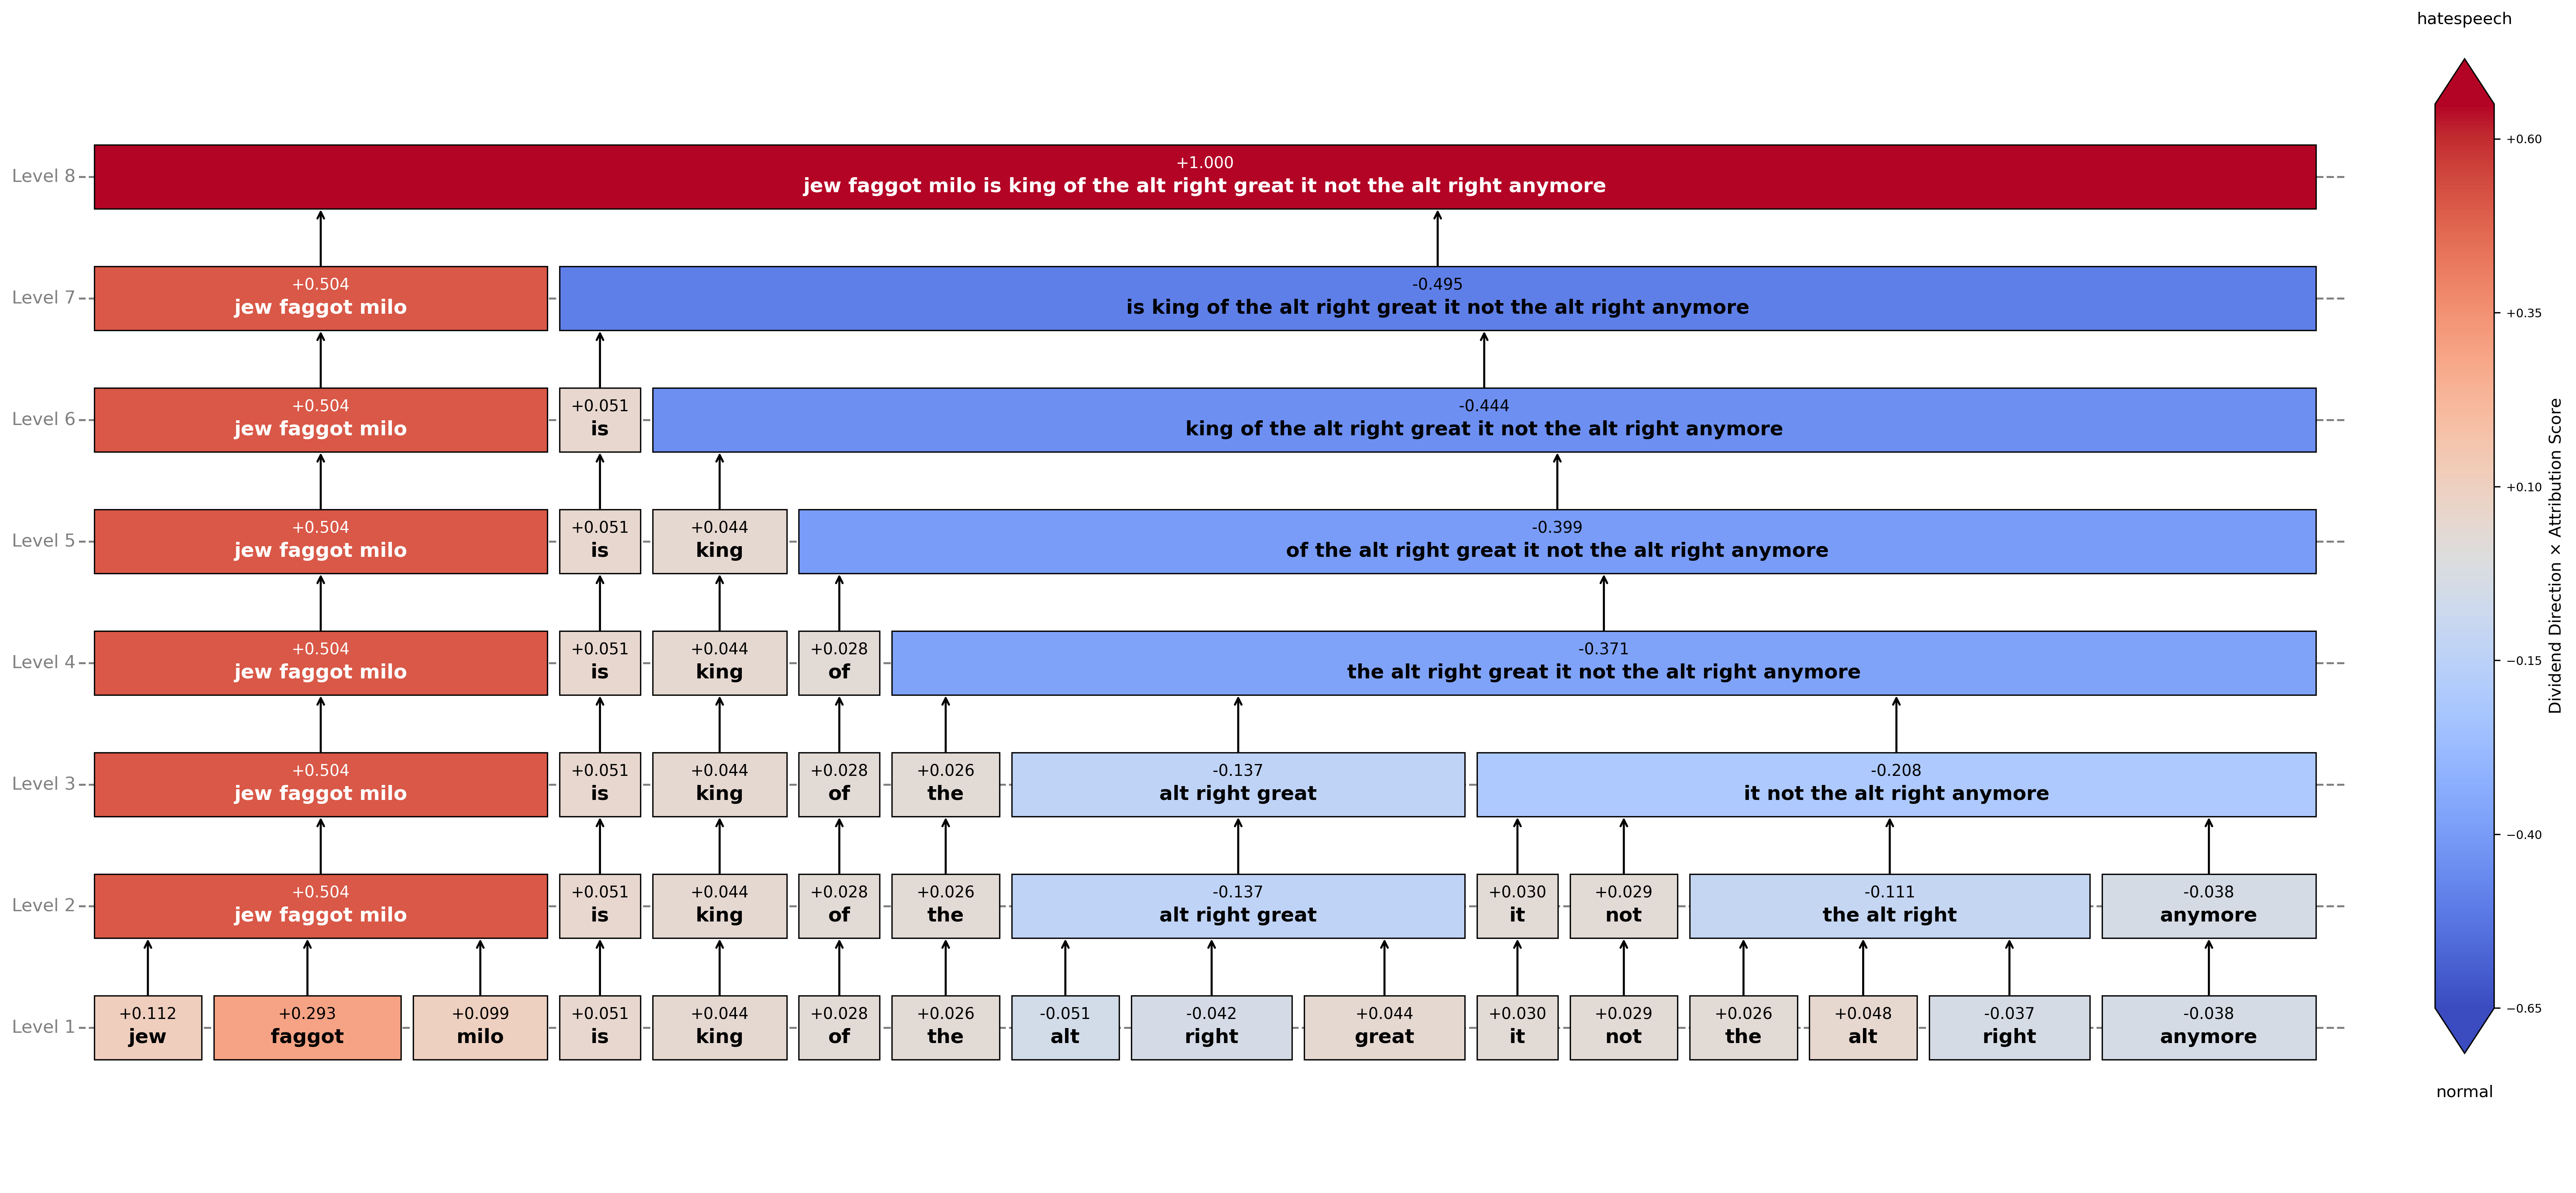 hatespeech
Level 8
+1.000
jew faggot milo is king of the alt right great it not the alt right anymore
Level 7
+0.504
jew faggot milo
-0.495
is king of the alt right great it not the alt right anymore
Level 6
+0.504
jew faggot milo
+0.051
is
-0.444
king of the alt right great it not the alt right anymore
Level 5
+0.504
jew faggot milo
+0.051
is
+0.044
king
-0.399
of the alt right great it not the alt right anymore
Level 4
+0.504
jew faggot milo
+0.051
is
+0.044
king
+0.028
of
-0.371
the alt right great it not the alt right anymore
Level 3
+0.504
jew faggot milo
+0.051
is
+0.044
king
+0.028
of
+0.026
the
-0.137
alt right great
-0.208
it not the alt right anymore
Level 2
+0.504
jew faggot milo
+0.051
is
+0.044
king
+0.028
of
+0.026
the
-0.137
alt right great
+0.030
it
+0.029
not
-0.111
the alt right
-0.038
anymore
Level 1
+0.112
jew
+0.293
faggot
+0.099
milo
+0.051
is
+0.044
king
+0.028
of
+0.026
the
-0.051
alt
-0.042
right
+0.044
great
+0.030
it
+0.029
not
+0.026
the
+0.048
alt
-0.037
right
-0.038
anymore
+0.60
+0.35
+0.10
−0.15
−0.40
−0.65
Dividend Direction × Attribution Score
normal